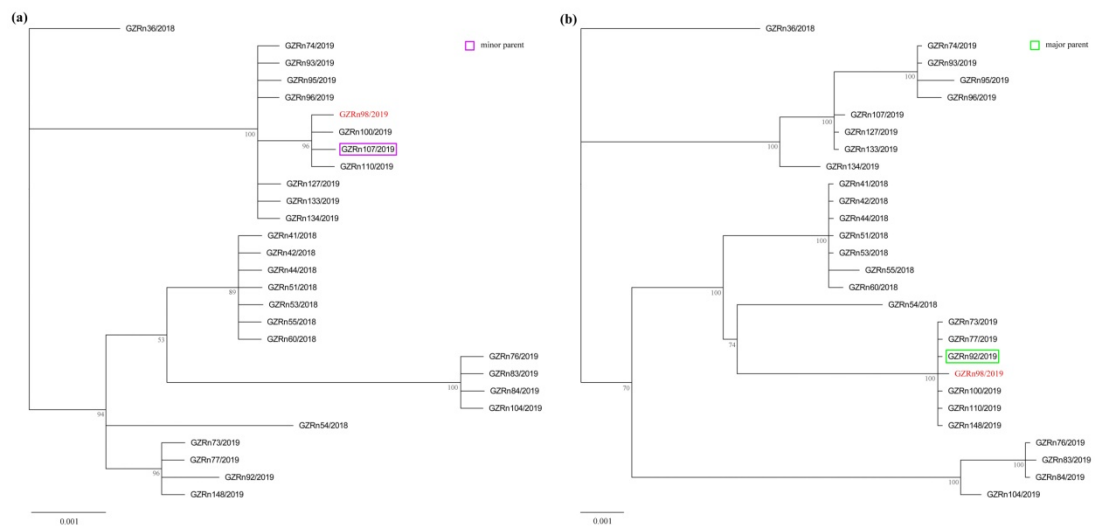 (a)
GZRn36/2018
minor parent
GZRn74/2019
GZRn93/2019
GZRn95/2019
GZRn96/2019
GZRn98/2019
GZRn100/2019
GZRn107/2019
GZRn110/2019
GZRn127/2019
GZRn133/2019
GZRn134/2019
GZRn41/2018
GZRn42/2018
GZRn44/2018
GZRn51/2018
GZRn53/2018
GZRn55/2018
GZRn60/2018
GZRn76/2019
GZRn83/2019
GZRn84/2019
GZRn104/2019
GZRn54/2018
GZRn73/2019
GZRn77/2019
GZRn92/2019
GZRn148/2019
100
96
89
53
100
94
96
0.001
(b)
GZRn36/2018
major parent
GZRn74/2019
GZRn93/2019
GZRn95/2019
GZRn96/2019
GZRn107/2019
GZRn127/2019
GZRn133/2019
GZRn134/2019
GZRn41/2018
GZRn42/2018
GZRn44/2018
GZRn51/2018
GZRn53/2018
GZRn55/2018
GZRn60/2018
GZRn54/2018
GZRn73/2019
GZRn77/2019
GZRn92/2019
GZRn98/2019
GZRn100/2019
GZRn110/2019
GZRn148/2019
GZRn76/2019
GZRn83/2019
GZRn84/2019
GZRn104/2019
100
100
100
100
100
74
100
70
100
100
0.001